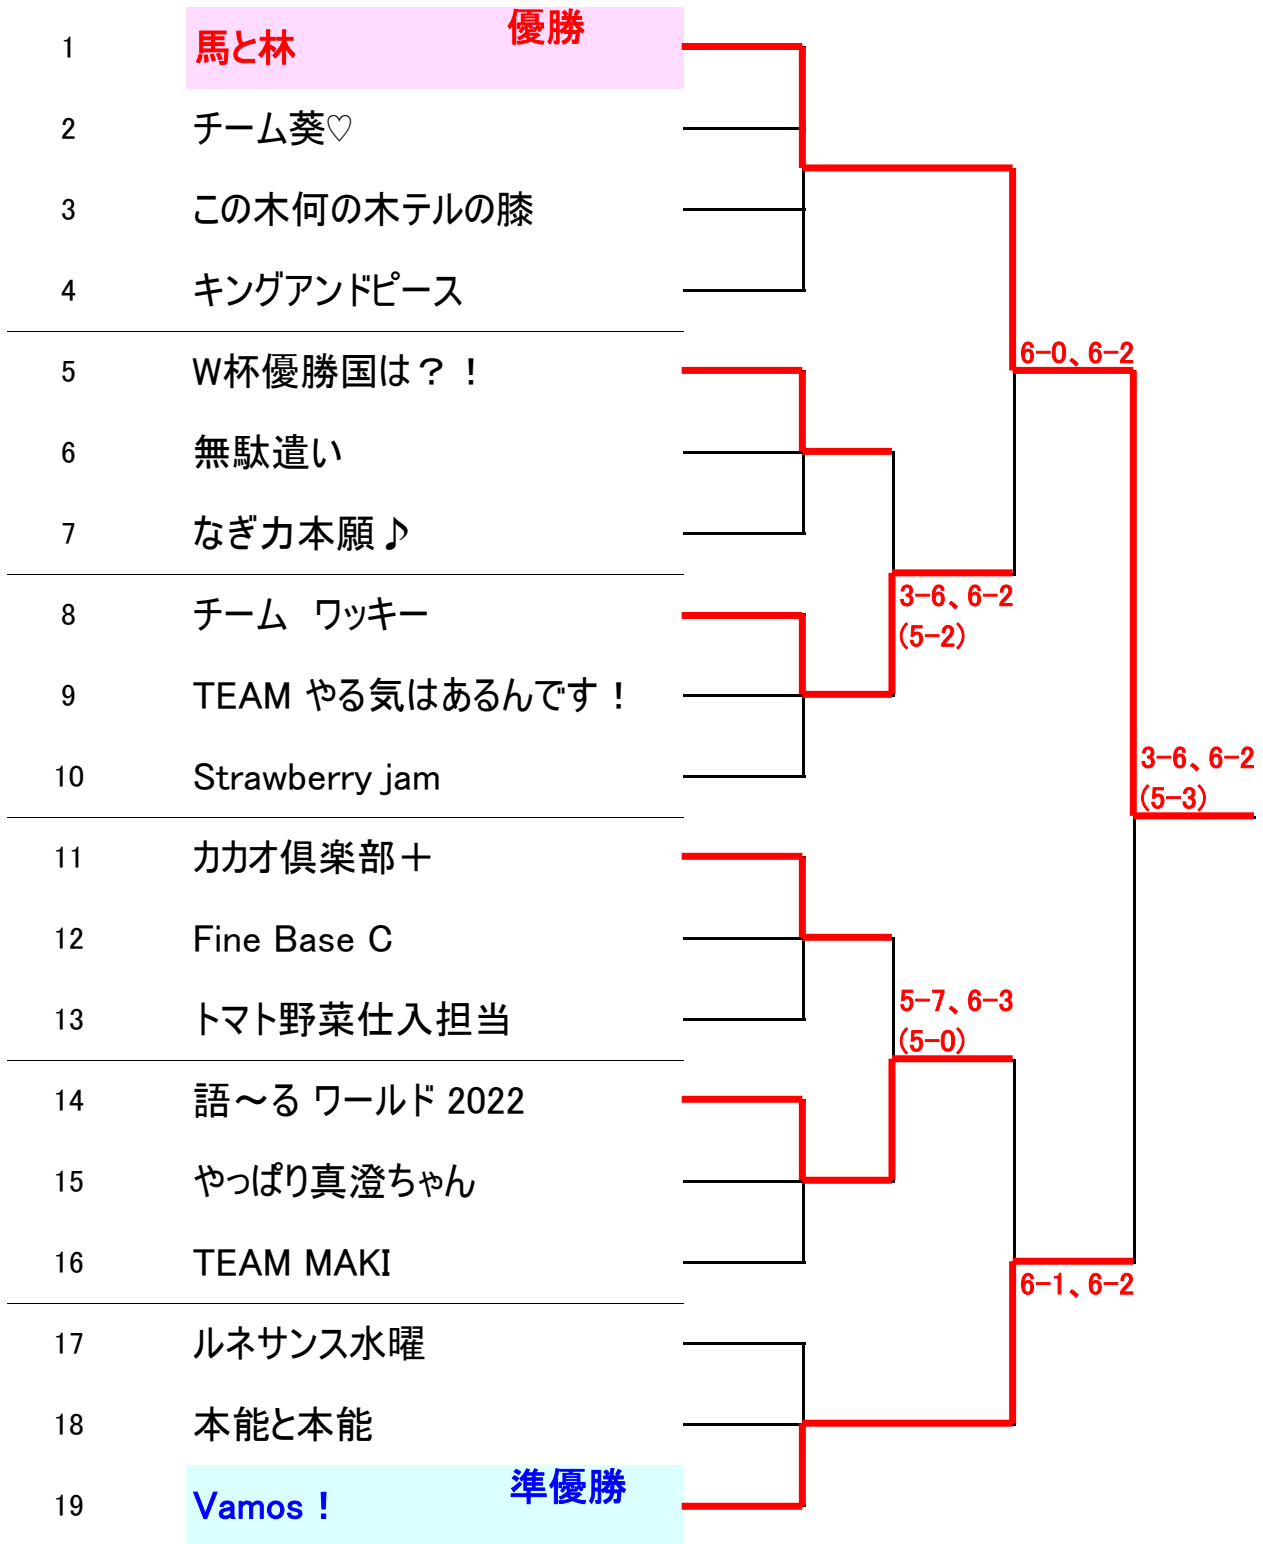 1 馬と林 優勝
2 チーム葵♡
3 この木何の木テルの膝
4 キングアンドピース
6-0、6-2
5 W杯優勝国は？！
6 無駄遣い
7 なぎ力本願♪
3-6、6-2
(5-2)
8 チーム　ワッキー
9 TEAM やる気はあるんです！
10 Strawberry jam
3-6、6-2
(5-3)
11 カカオ倶楽部＋
12 Fine Base C
13 トマト野菜仕入担当
5-7、6-3
(5-0)
14 語～る ワールド 2022
15 やっぱり真澄ちゃん
16 TEAM MAKI
6-1、6-2
17 ルネサンス水曜
18 本能と本能
19 Vamos！ 準優勝